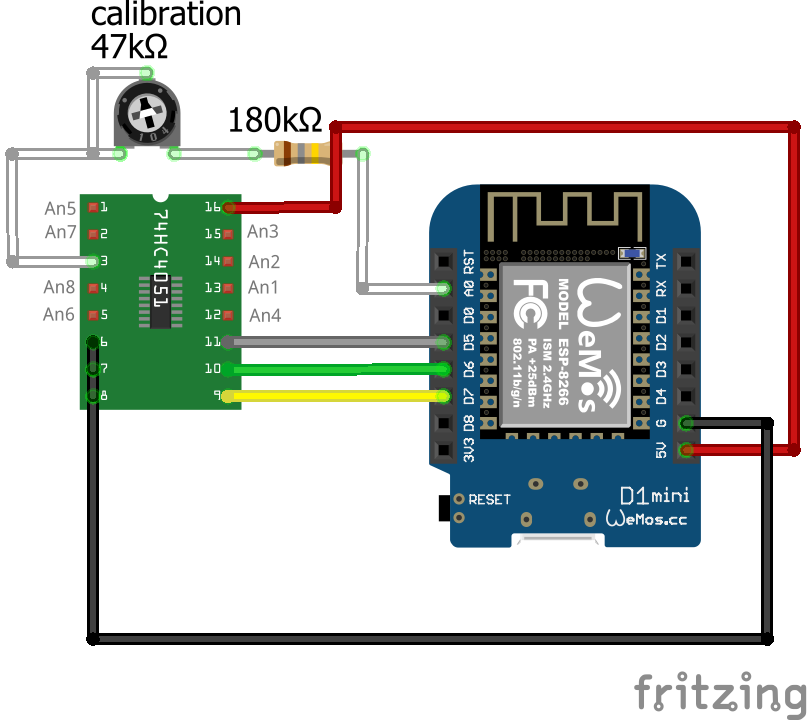 calibration
47kΩ
104
180kΩ
An5
An7
An8
An6
1
2
3
4
5
6
7
8
74HC4051
16
15
14
13
12
11
10
9
An3
An2
An1
An4
RST
A0
D0
D5
D6
D7
D8
3V3
TX
RX
D1
D2
D3
D4
G
5V
WeMos
MODEL ESP-8266
ISM 2.4GHz
PA +25dBm
802.11b/g/n
FC
RESET
D1mini
WeMos.cc
fritzing